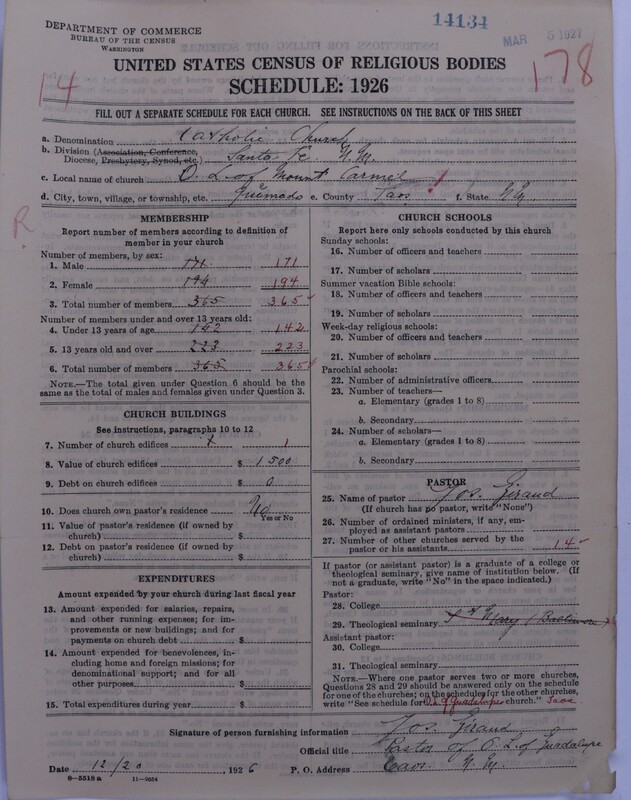 14134
DEPARTMENT OF COMMERCE
BUREAU OF THE CENSUS
WASHINGTON
MAR 5 1927
UNITED STATES CENSUS OF RELIGIOUS BODIES
SCHEDULE: 1926
14
178
FILL OUT A SEPARATE SCHEDULE FOR EACH CHURCH. SEE INSTRUCTIONS ON THE BACK OF THIS SHEET
a. Denomination Catholic Church
b. Division (Association, Conference, Diocese, Presbytery, Synod, etc.) Santa Fe N. M.
c. Local name of church O. L. of Mount Carmel
d. City, town, village, or township, etc. Quemado e. County Taos f. State N. M.
R
MEMBERSHIP
Report number of members according to definition of
member in your church
Number of members, by sex:
1. Male 171 171
2. Female 194 194
3. Total number of members 365 365
Number of members under and over 13 years old:
4. Under 13 years of age 142 142
5. 13 years old and over 223 223
6. Total number of members 365 365
NOTE.—The total given under Question 6 should be
same as the total of males and females given under Question 3.
CHURCH BUILDINGS
See instructions, paragraphs 10 to 12
7. Number of church edifices 1 1
8. Value of church edifices $ 1500
9. Debt on church edifices $ 0
10. Does church own pastor's residence No
Yes or No
11. Value of pastor's residence (if owned by
church) $
12. Debt on pastor's residence (if owned by
church) $
EXPENDITURES
Amount expended by your church during last fiscal year
13. Amount expended for salaries, repairs,
and other running expenses; for im-
provements or new buildings; and for
payments on church debt $
14. Amount expended for benevolences,
including home and foreign missions; for
denominational support; and for all
other purposes $
15. Total expenditures during year $
CHURCH SCHOOLS
Report here only schools conducted by this church
Sunday schools:
16. Number of officers and teachers
17. Number of scholars
Summer vacation Bible schools:
18. Number of officers and teachers
19. Number of scholars
Week-day religious schools:
20. Number of officers and teachers
21. Number of scholars
Parochial schools:
22. Number of administrative officers
23. Number of teachers—
a. Elementary (grades 1 to 8)
b. Secondary
24. Number of scholars—
a. Elementary (grades 1 to 8)
b. Secondary
PASTOR
25. Name of pastor Jos. Giraud
(If church has no pastor, write "None")
26. Number of ordained ministers, if any, em-
ployed as assistant pastors
27. Number of other churches served by the
pastor or his assistants 14
If pastor (or assistant pastor) is a graduate of a college or
theological seminary, give name of institution below. (If
not a graduate, write "No" in the space indicated.)
Pastor:
28. College
29. Theological seminary St Mary (Baltimore)
Assistant pastor:
30. College
31. Theological seminary
NOTE.—Where one pastor serves two or more churches,
Questions 28 and 29 should be answered only on the schedule
for one of the churches; on the schedules for the other churches,
write "See schedule for O. L. of Guadalupe church." Taos
Signature of person furnishing information Jos. Giraud
Official title Pastor of O. L. of Guadalupe
Date 12/20, 1926 P. O. Address Taos N. M.
8—5518 a 11—9654